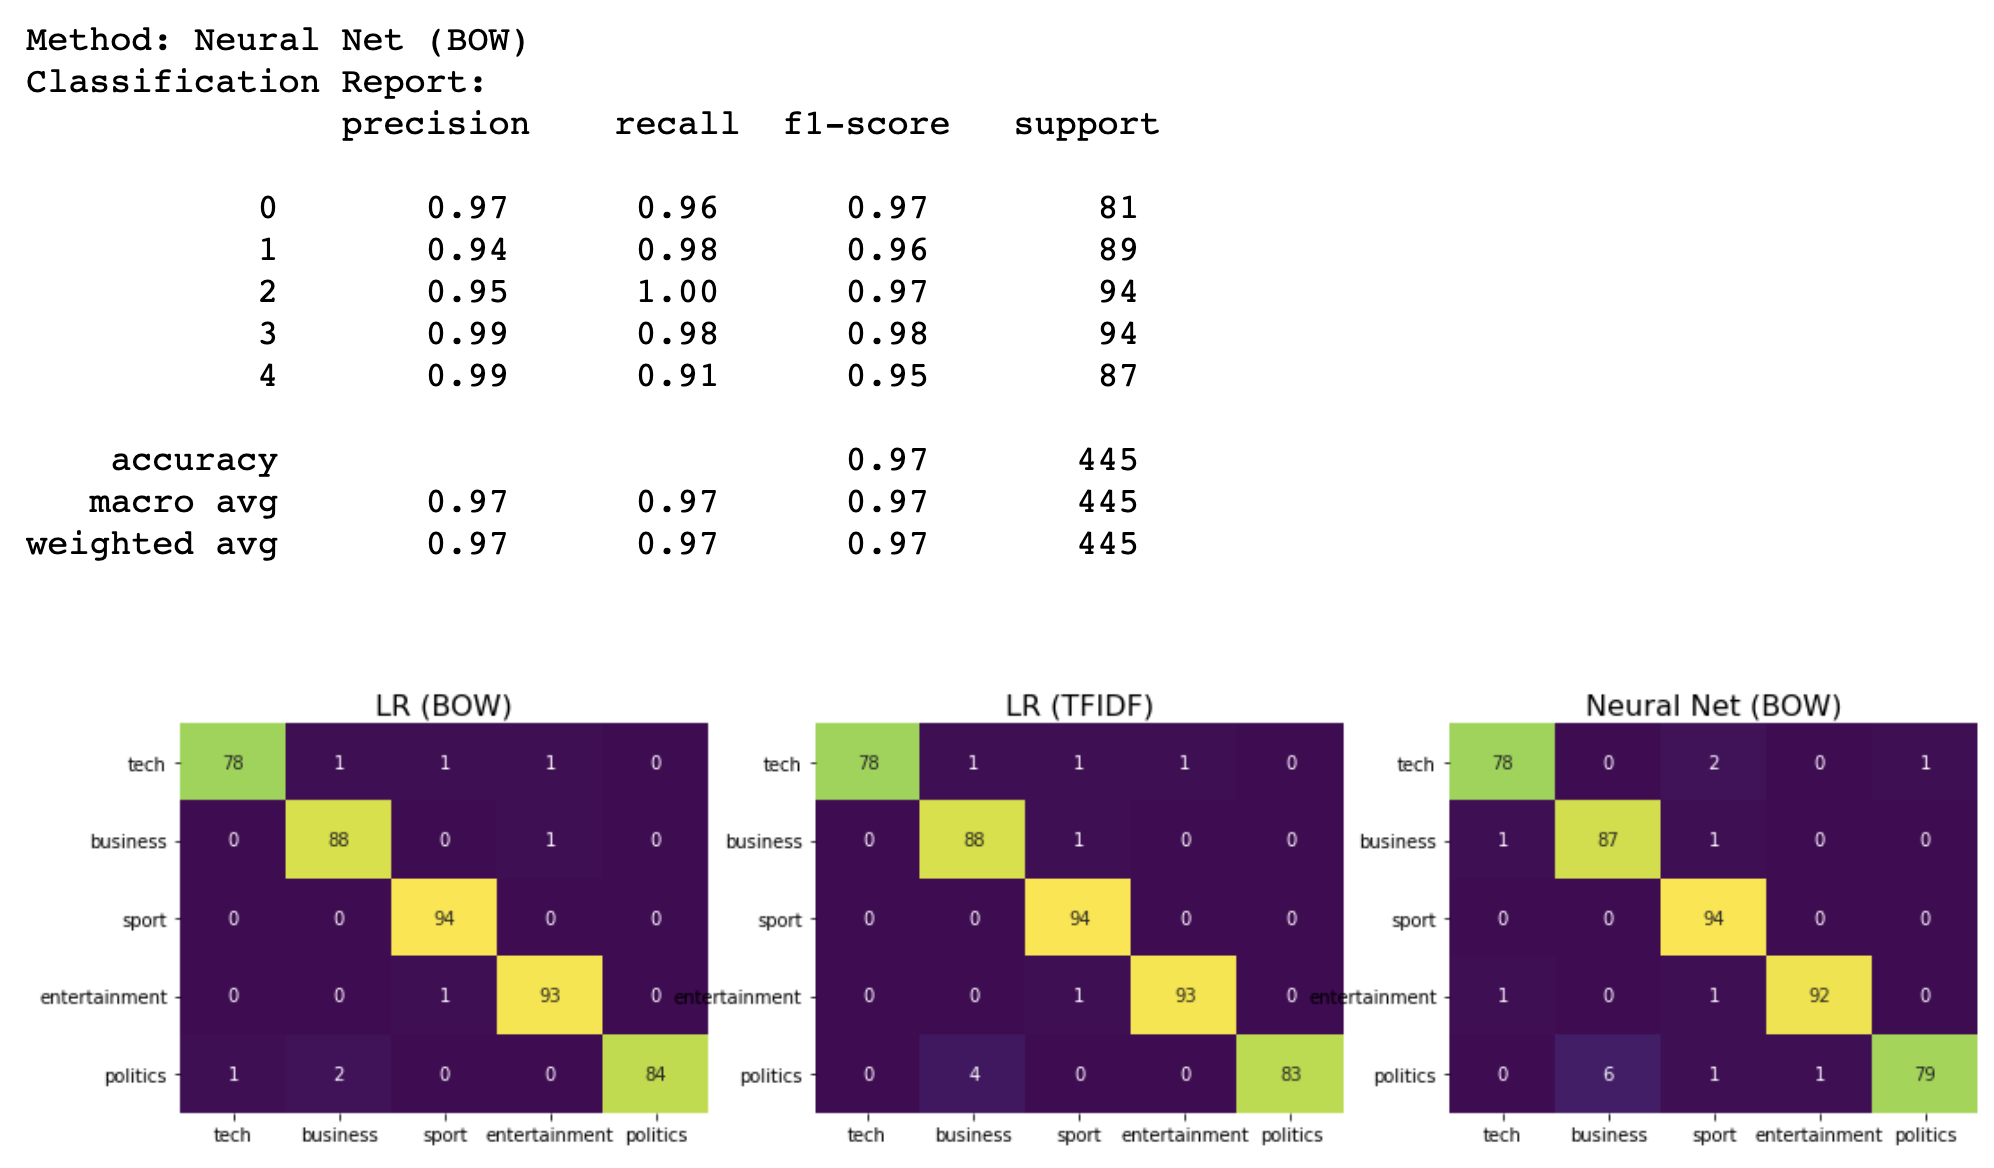 Method: Neural Net (BOW)
Classification Report:
precision recall f1-score support
0 0.97 0.96 0.97 81
1 0.94 0.98 0.96 89
2 0.95 1.00 0.97 94
3 0.99 0.98 0.98 94
4 0.99 0.91 0.95 87
accuracy 0.97 445
macro avg 0.97 0.97 0.97 445
weighted avg 0.97 0.97 0.97 445
LR (BOW)
tech 78 1 1 1 0
business 0 88 0 1 0
sport 0 0 94 0 0
entertainment 0 0 1 93 0
politics 1 2 0 0 84
tech business sport entertainment politics
LR (TFIDF)
tech 78 1 1 1 0
business 0 88 1 0 0
sport 0 0 94 0 0
entertainment 0 0 1 93 0
politics 0 4 0 0 83
tech business sport entertainment politics
Neural Net (BOW)
tech 78 0 2 0 1
business 1 87 1 0 0
sport 0 0 94 0 0
entertainment 1 0 1 92 0
politics 0 6 1 1 79
tech business sport entertainment politics